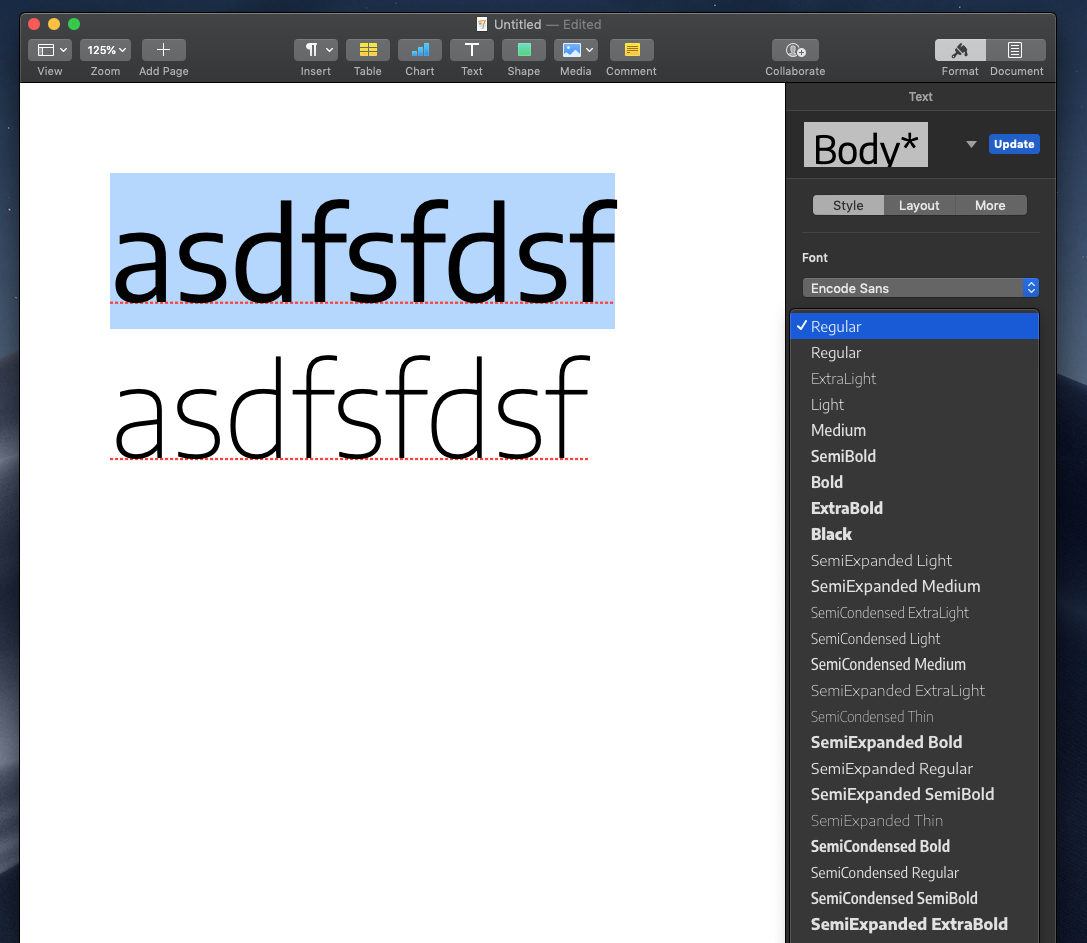 Untitled — Edited
125%
View Zoom Add Page Insert Table Chart Text Shape Media Comment Collaborate Format Document
Text
Body*
Update
Style Layout More
Font
Encode Sans
asdfsfdsf
asdfsfdsf
✓ Regular
Regular
ExtraLight
Light
Medium
SemiBold
Bold
ExtraBold
Black
SemiExpanded Light
SemiExpanded Medium
SemiCondensed ExtraLight
SemiCondensed Light
SemiCondensed Medium
SemiExpanded ExtraLight
SemiCondensed Thin
SemiExpanded Bold
SemiExpanded Regular
SemiExpanded SemiBold
SemiExpanded Thin
SemiCondensed Bold
SemiCondensed Regular
SemiCondensed SemiBold
SemiExpanded ExtraBold